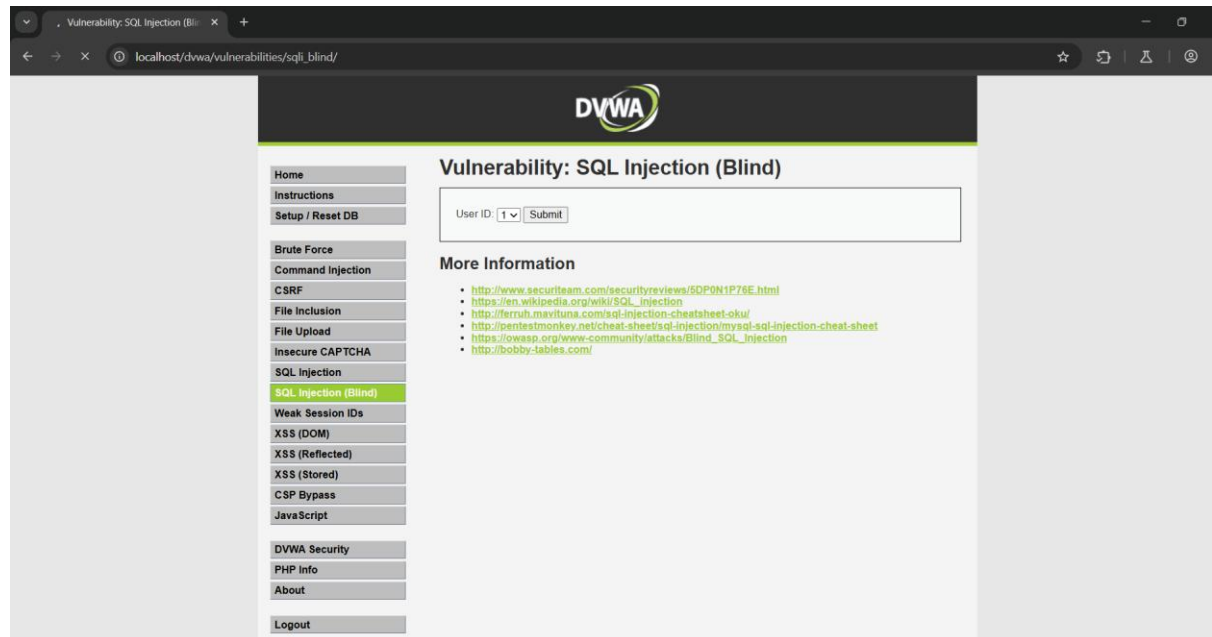 , Vulnerability: SQL Injection (Blin
localhost/dvwa/vulnerabilities/sqli_blind/
DVWA
Home
Instructions
Setup / Reset DB
Brute Force
Command Injection
CSRF
File Inclusion
File Upload
Insecure CAPTCHA
SQL Injection
SQL Injection (Blind)
Weak Session IDs
XSS (DOM)
XSS (Reflected)
XSS (Stored)
CSP Bypass
JavaScript
DVWA Security
PHP Info
About
Logout
Vulnerability: SQL Injection (Blind)
User ID: 1 Submit
More Information
• http://www.securiteam.com/securityreviews/5DP0N1P76E.html
• https://en.wikipedia.org/wiki/SQL_injection
• http://ferruh.mavituna.com/sql-injection-cheatsheet-oku/
• http://pentestmonkey.net/cheat-sheet/sql-injection/mysql-sql-injection-cheat-sheet
• https://owasp.org/www-community/attacks/Blind_SQL_Injection
• http://bobby-tables.com/